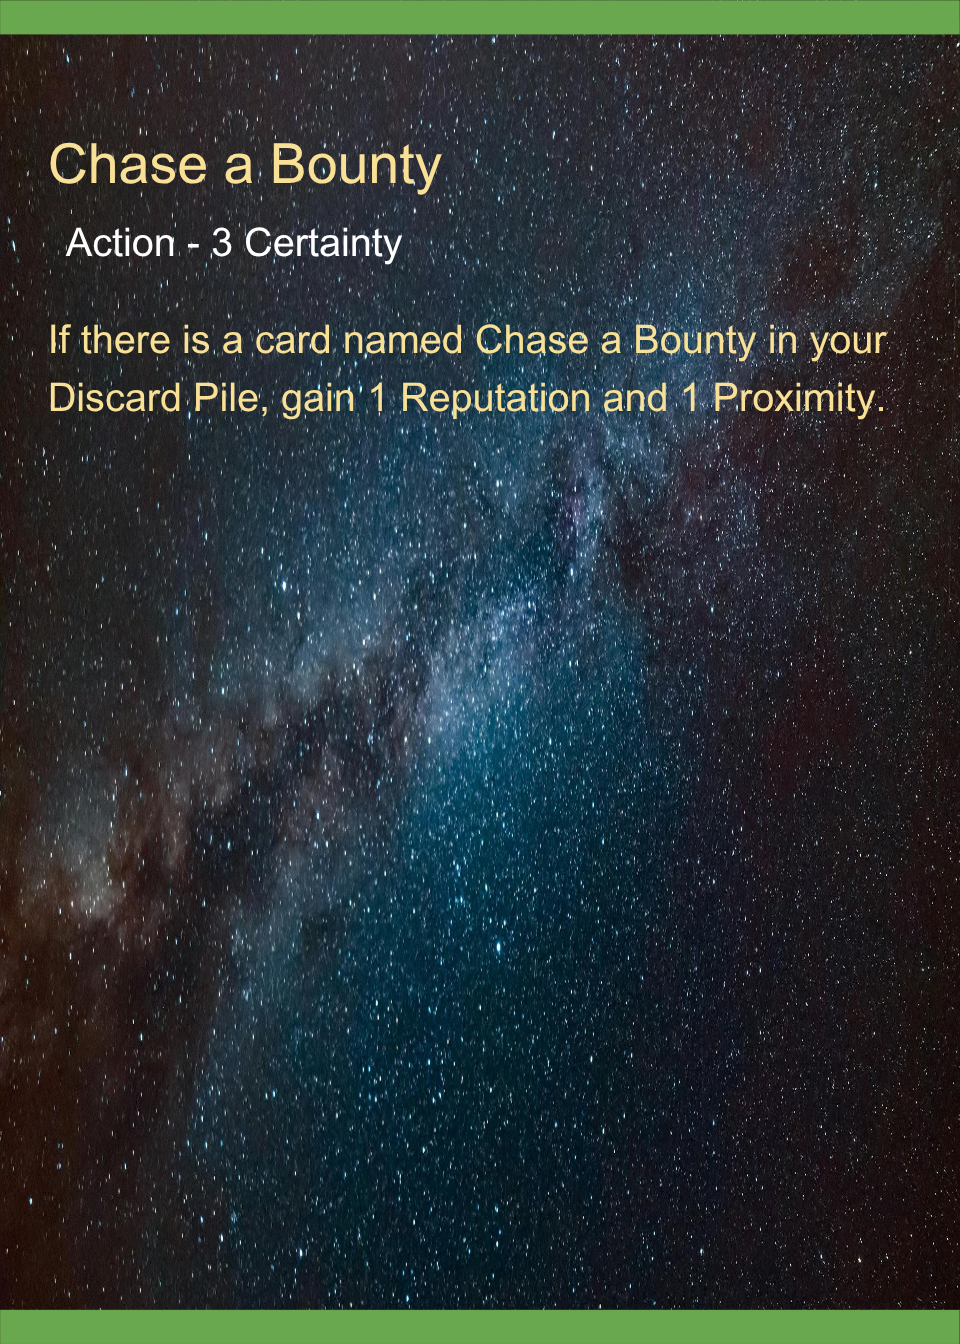 Chase a Bounty
Action - 3 Certainty
If there is a card named Chase a Bounty in your
Discard Pile, gain 1 Reputation and 1 Proximity.